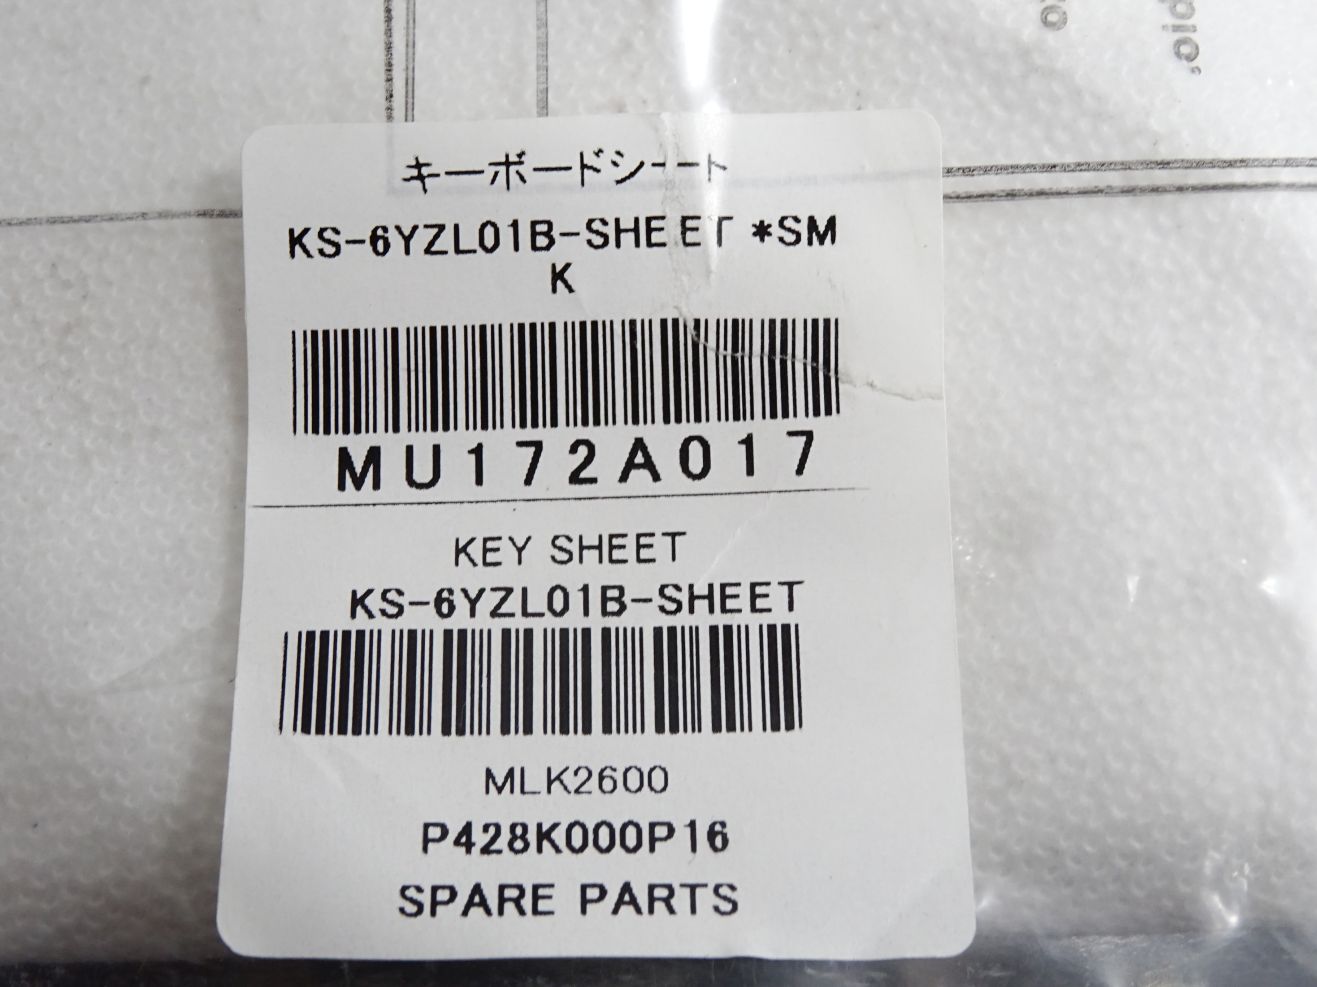 キーボードシート
KS-6YZL01B-SHEET *SM
K
MU172A017
KEY SHEET
KS-6YZL01B-SHEET
MLK2600
P428K000P16
SPARE PARTS